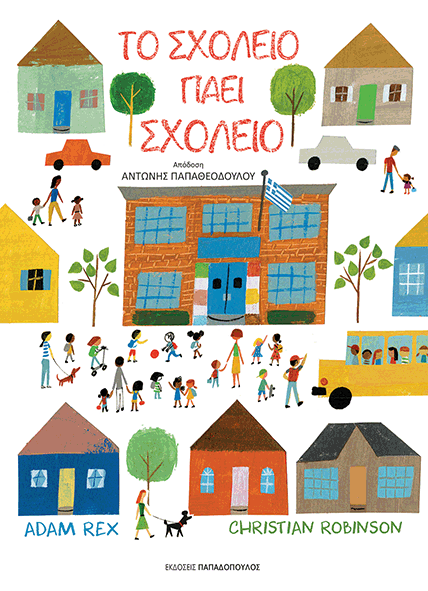 ΤΟ ΣΧΟΛΕΙΟ
ΠΑΕΙ
ΣΧΟΛΕΙΟ
Απόδοση
ΑΝΤΩΝΗΣ ΠΑΠΑΘΕΟΔΟΥΛΟΥ
ADAM REX
CHRISTIAN ROBINSON
ΕΚΔΟΣΕΙΣ ΠΑΠΑΔΟΠΟΥΛΟΣ